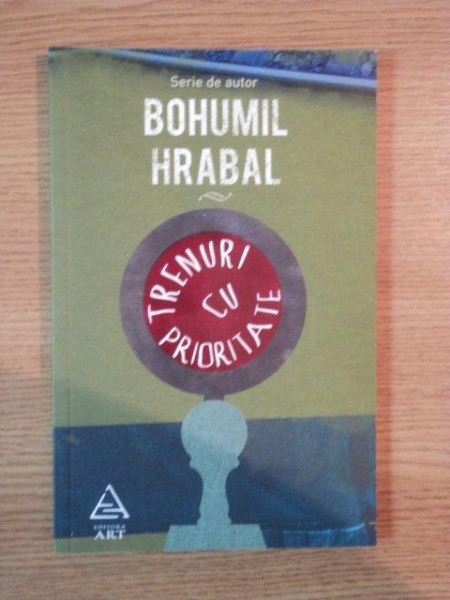 Serie de autor
BOHUMIL
HRABAL
TRENURI
CU
PRIORITATE
EDITURA
ART